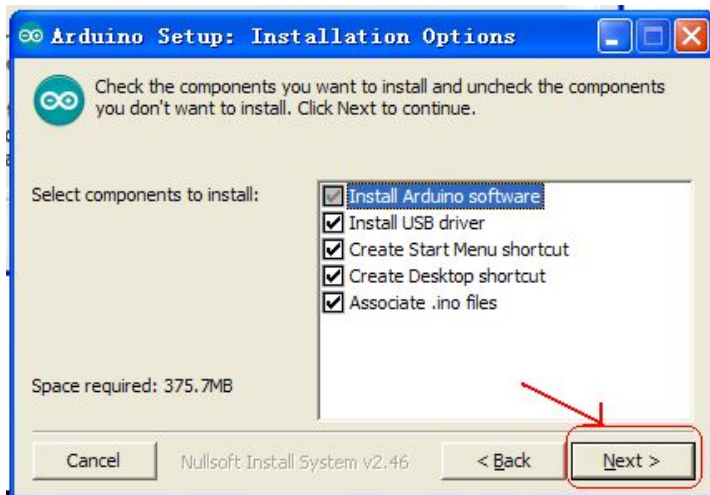 Arduino Setup: Installation Options
Check the components you want to install and uncheck the components
you don't want to install. Click Next to continue.
Select components to install:
Install Arduino software
Install USB driver
Create Start Menu shortcut
Create Desktop shortcut
Associate .ino files
Space required: 375.7MB
Cancel
Nullsoft Install System v2.46
< Back
Next >